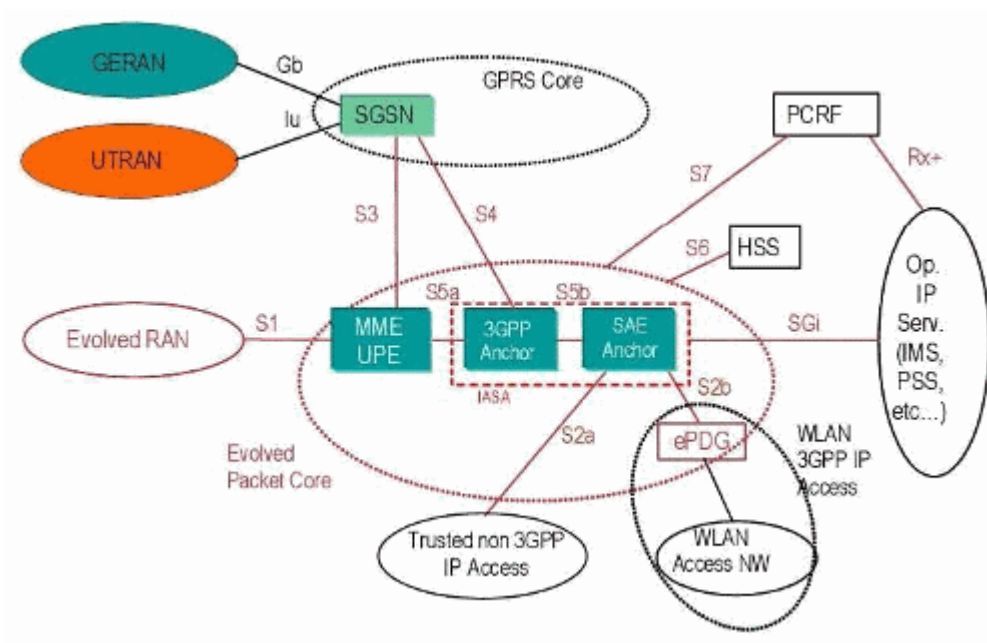 GERAN
Gb
GPRS Core
SGSN
PCRF
Iu
UTRAN
Rx+
S7
S3
S4
S6
HSS
Op.
IP
Serv.
(IMS,
PSS,
etc...)
S5a
S5b
S1
MME
UPE
3GPP
Anchor
SAE
Anchor
SGi
Evolved RAN
IASA
S2b
S2a
ePDG
WLAN
3GPP IP
Access
Evolved
Packet Core
Trusted non 3GPP
IP Access
WLAN
Access NW